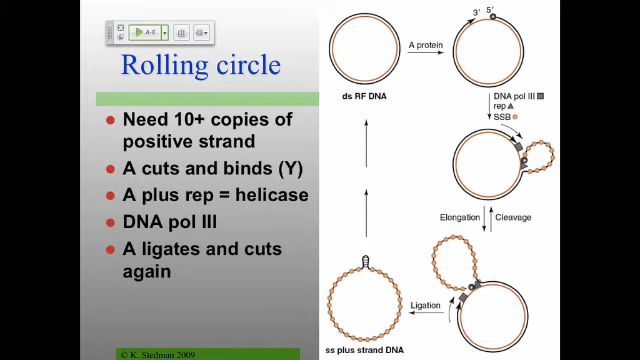 A-E
Rolling circle
Need 10+ copies of
positive strand
A cuts and binds (Y)
A plus rep = helicase
DNA pol III
A ligates and cuts
again
© K. Stedman 2009
3′ 5′
A protein
ds RF DNA
DNA pol III
rep
SSB
Elongation
Cleavage
Ligation
ss plus strand DNA